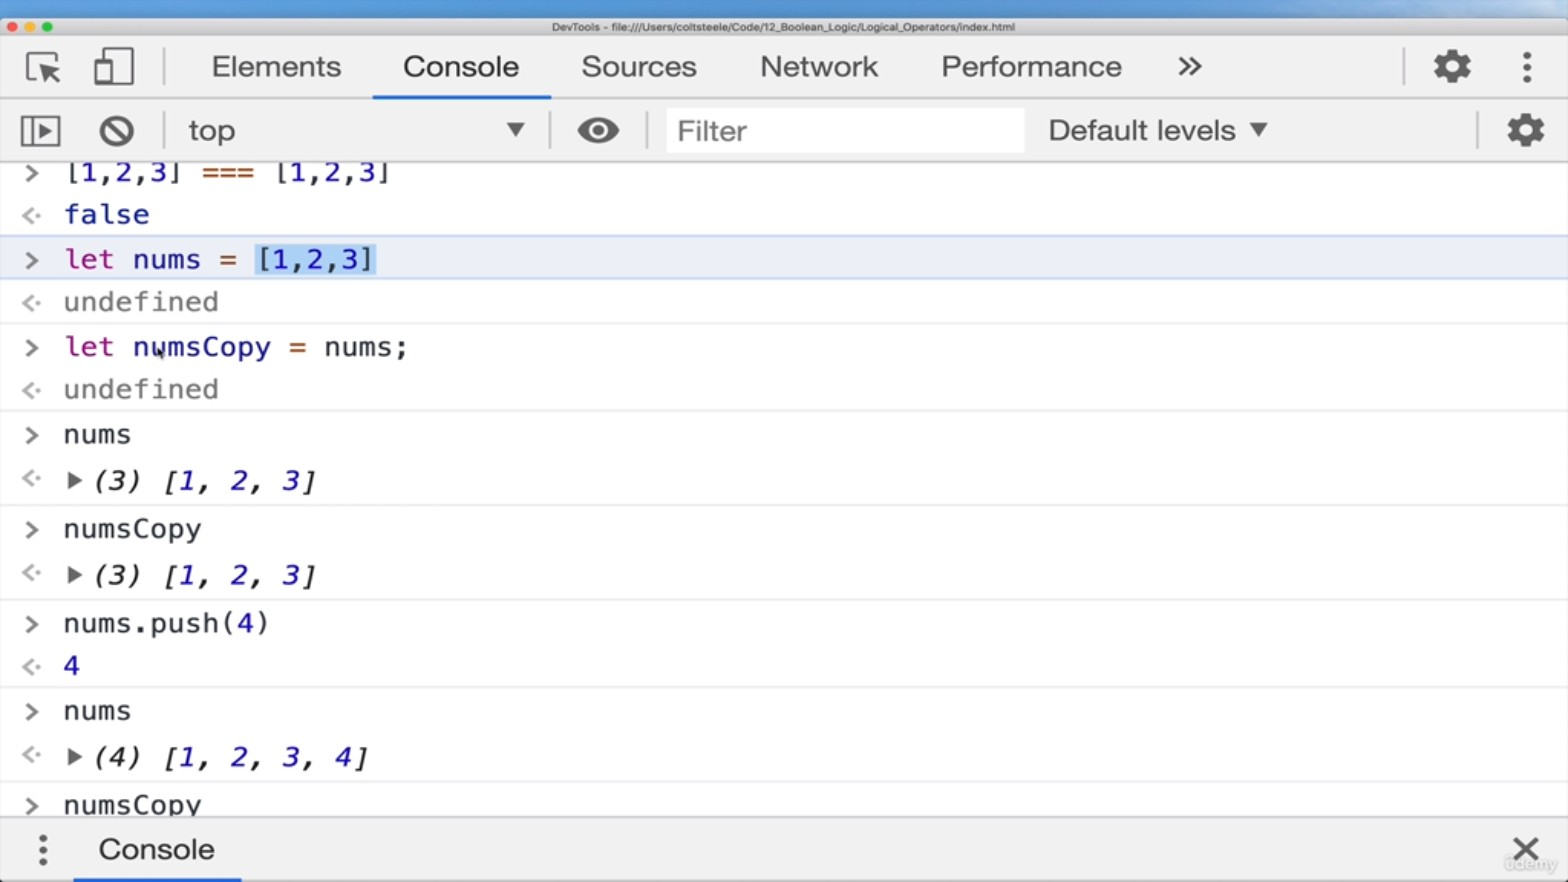 DevTools - file:///Users/coltsteele/Code/12_Boolean_Logic/Logical_Operators/index.html
Elements Console Sources Network Performance »
top ▼ Filter Default levels ▼
> [1,2,3] === [1,2,3]
false
> let nums = [1,2,3]
undefined
> let numsCopy = nums;
undefined
> nums
(3) [1, 2, 3]
> numsCopy
(3) [1, 2, 3]
> nums.push(4)
4
> nums
(4) [1, 2, 3, 4]
> numsCopy
Console
ûdemy